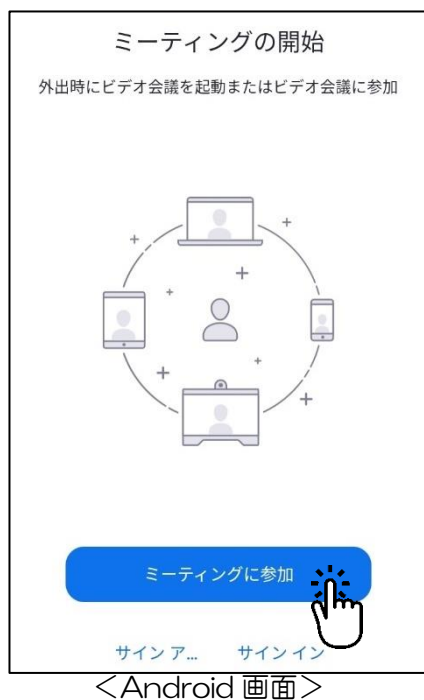 ミーティングの開始
外出時にビデオ会議を起動またはビデオ会議に参加
ミーティングに参加
サイン ア... サイン イン
<Android 画面>